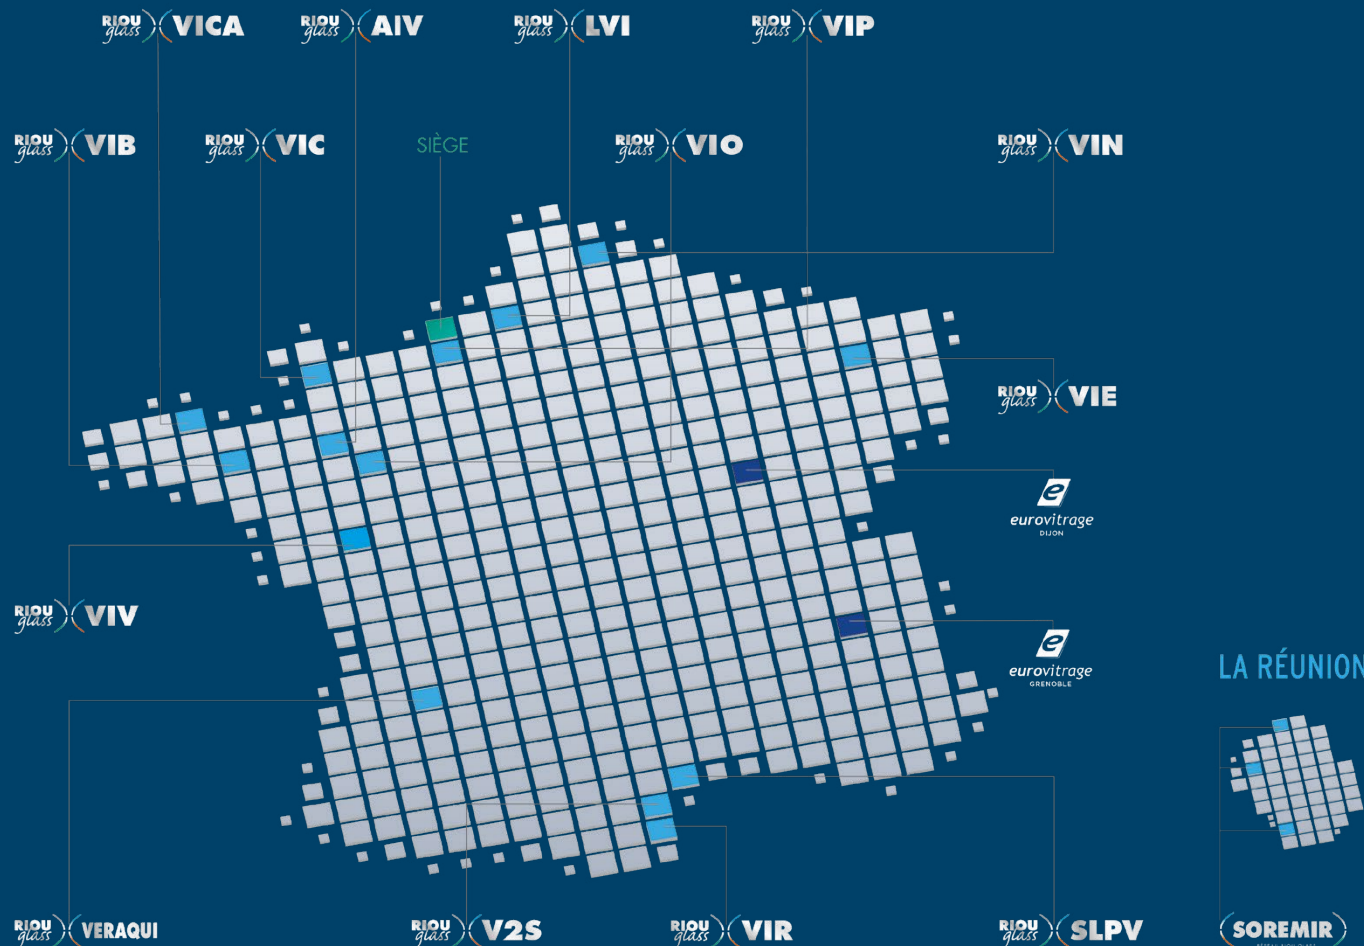 RIOU glass VICA
RIOU glass AIV
RIOU glass LVI
RIOU glass VIP
RIOU glass VIB
RIOU glass VIC
SIÈGE
RIOU glass VIO
RIOU glass VIN
RIOU glass VIE
e
eurovitrage
DIJON
RIOU glass VIV
e
eurovitrage
GRENOBLE
LA RÉUNION
RIOU glass VERAQUI
RIOU glass V2S
RIOU glass VIR
RIOU glass SLPV
SOREMIR